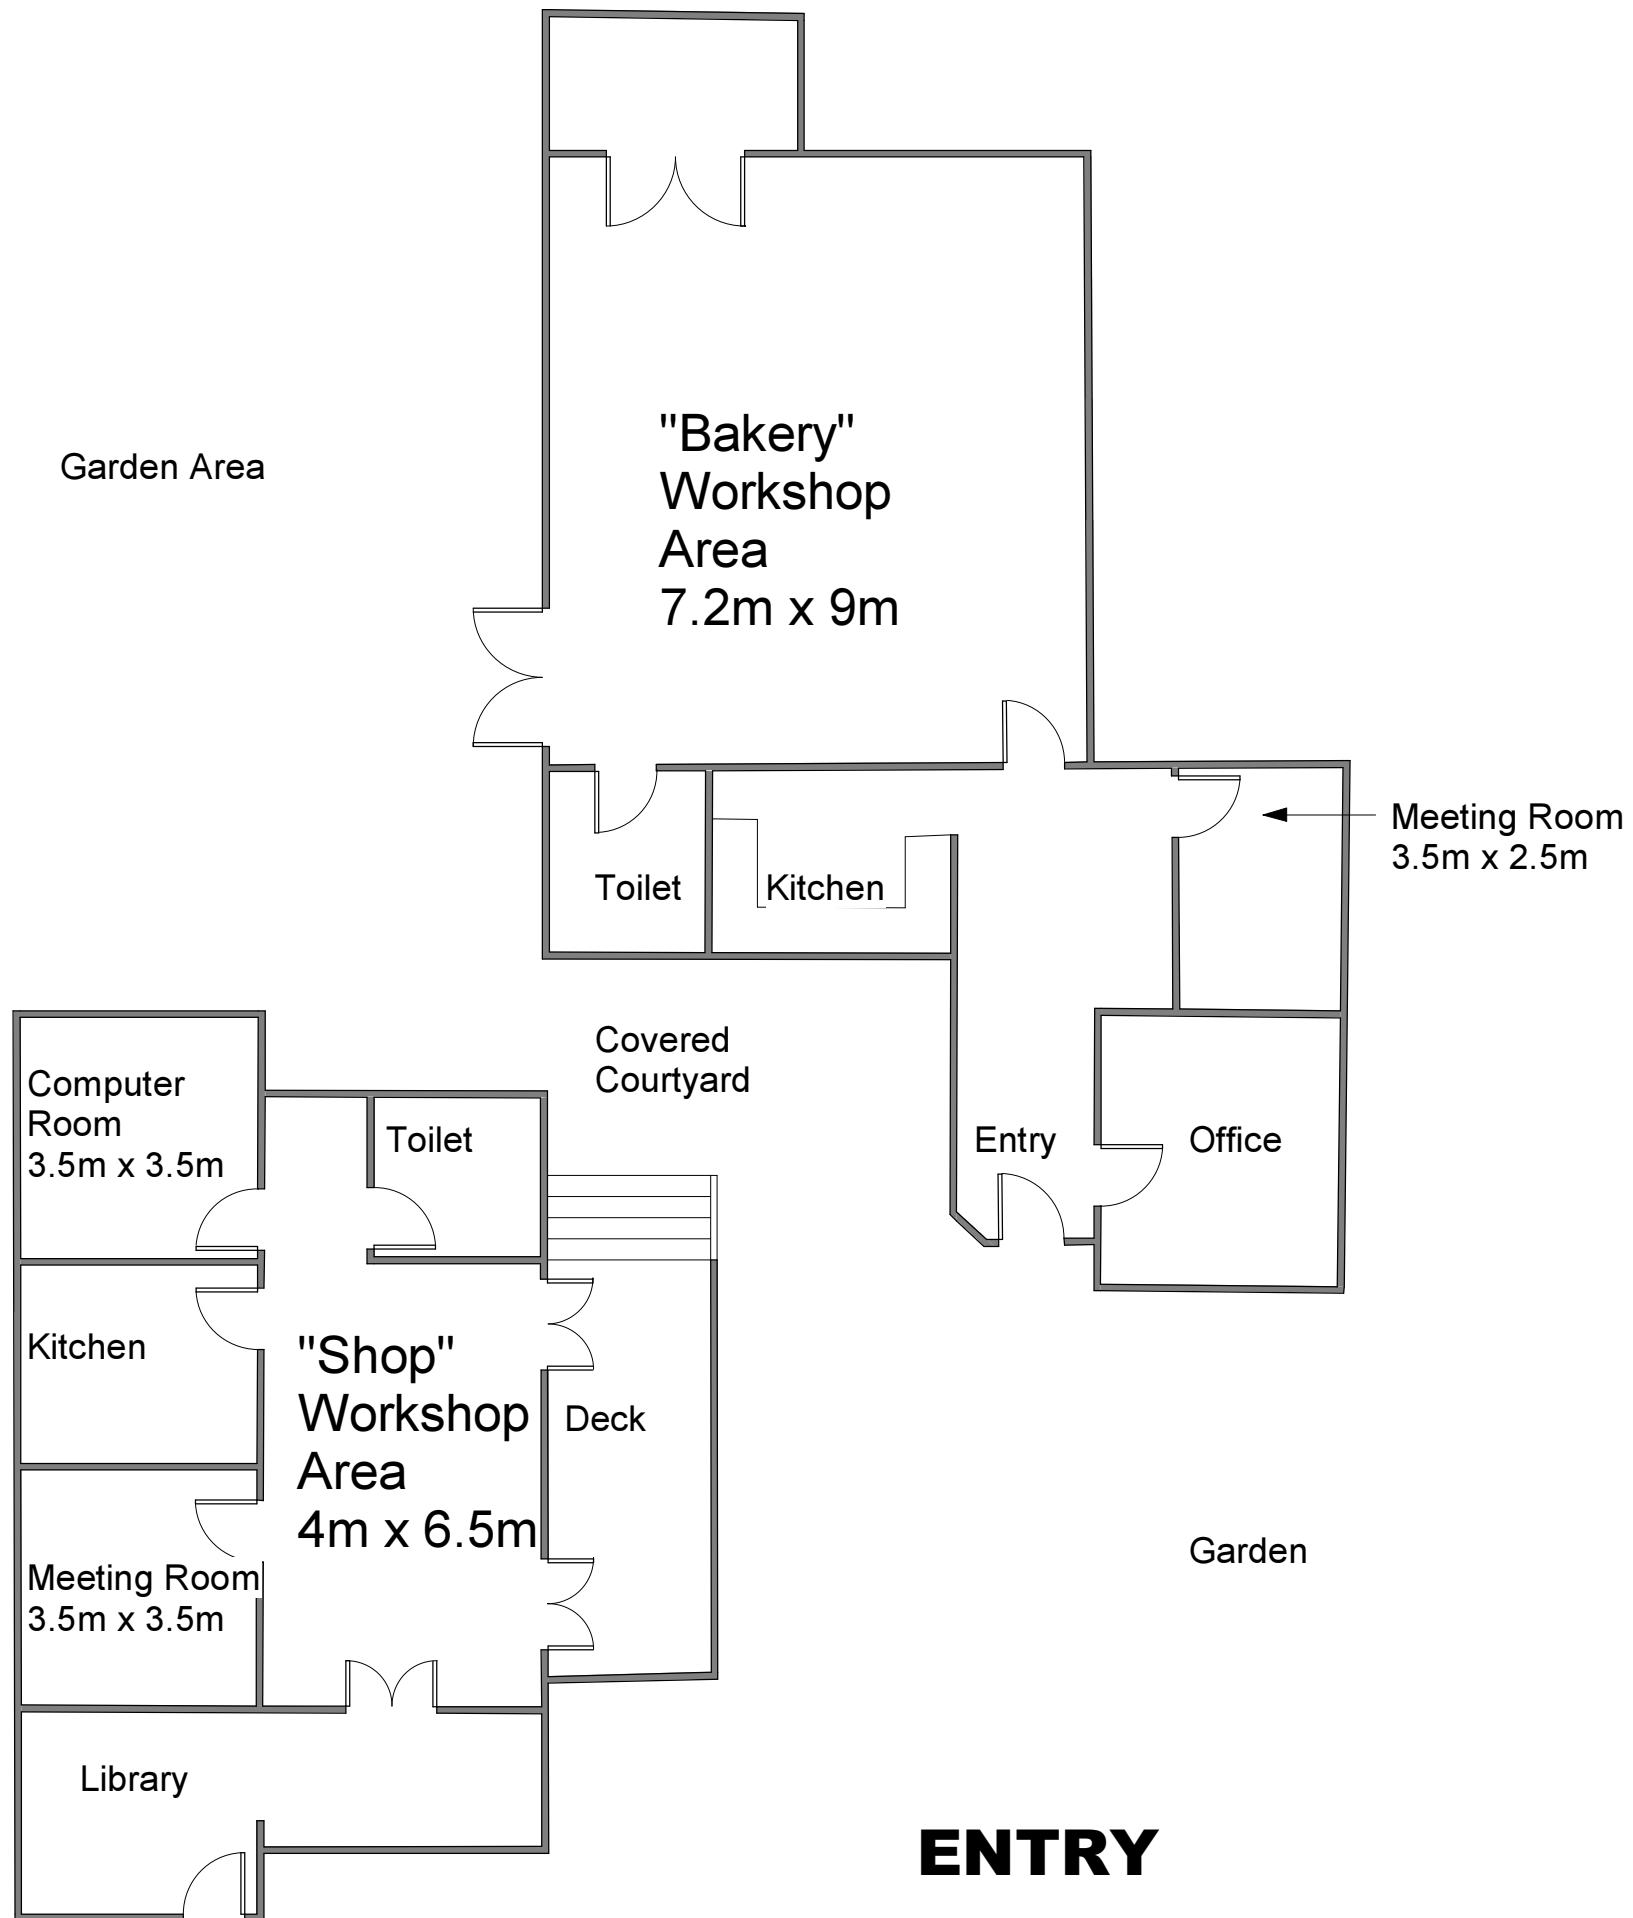 Garden Area
"Bakery"
Workshop
Area
7.2m x 9m
Meeting Room
3.5m x 2.5m
Toilet
Kitchen
Covered
Courtyard
Entry
Office
Computer
Room
3.5m x 3.5m
Toilet
Kitchen
"Shop"
Workshop
Area
4m x 6.5m
Deck
Meeting Room
3.5m x 3.5m
Garden
Library
ENTRY